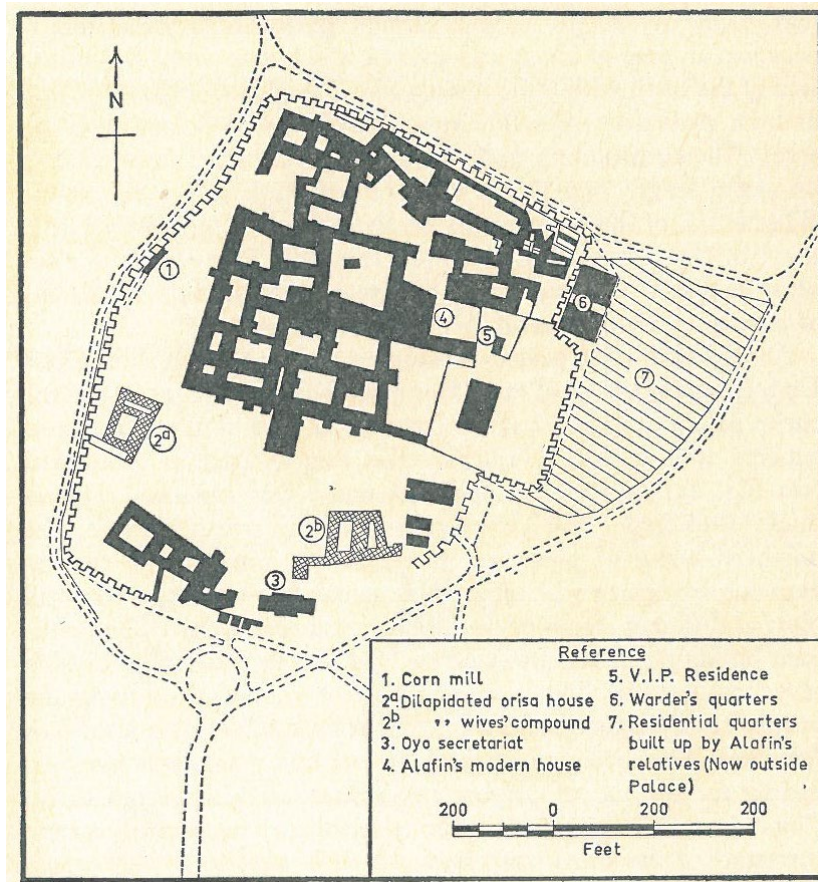 N
1
2a
2b
3
4
5
6
7
Reference
1. Corn mill
2a Dilapidated orisa house
2b. ,, wives' compound
3. Oyo secretariat
4. Alafin's modern house
5. V.I.P. Residence
6. Warder's quarters
7. Residential quarters
built up by Alafin's
relatives (Now outside
Palace)
200 0 200 200
Feet